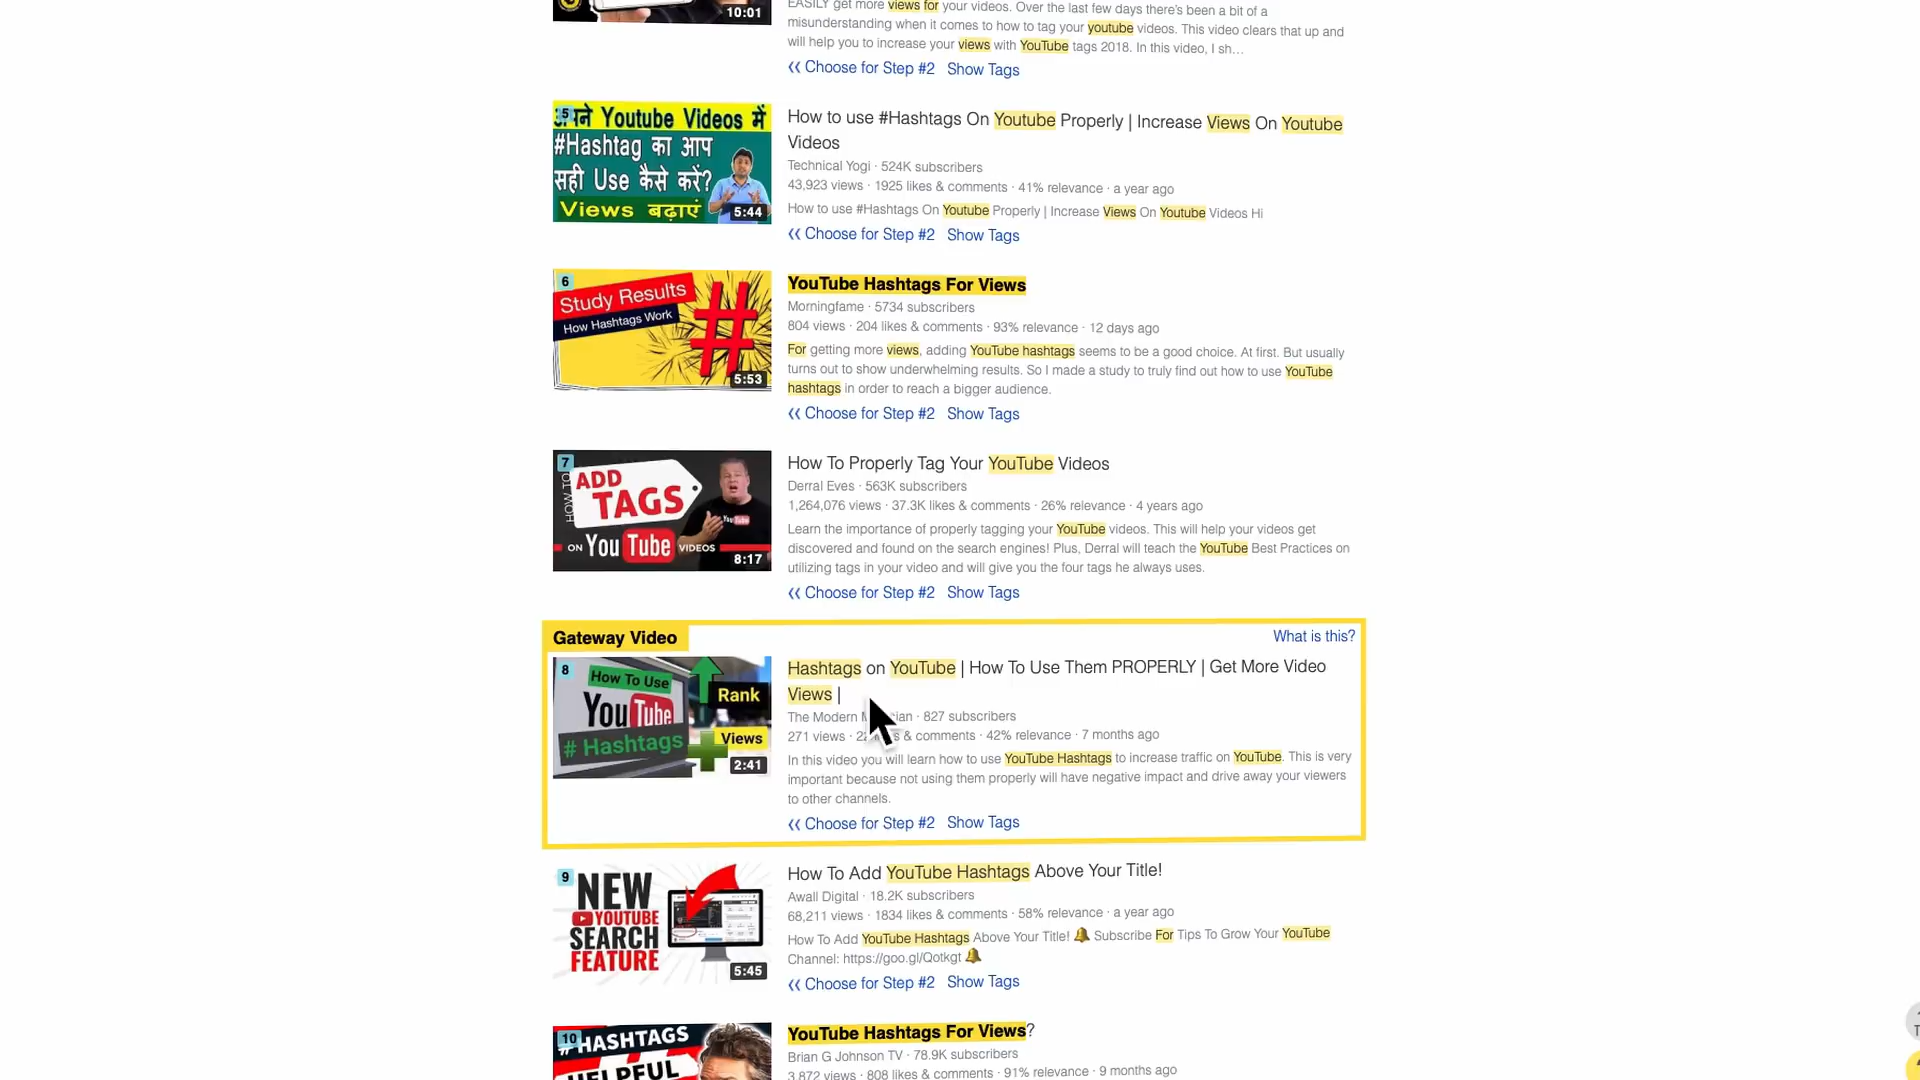 10:01
EASILY get more views for your videos. Over the last few days there's been a bit of a
misunderstanding when it comes to how to tag your youtube videos. This video clears that up and
will help you to increase your views with YouTube tags 2018. In this video, I sh...
Choose for Step #2 Show Tags
5
अपने Youtube Videos में
#Hashtag का आप
सही Use कैसे करें?
Views बढ़ाएं
5:44
How to use #Hashtags On Youtube Properly | Increase Views On Youtube
Videos
Technical Yogi · 524K subscribers
43,923 views · 1925 likes & comments · 41% relevance · a year ago
How to use #Hashtags On Youtube Properly | Increase Views On Youtube Videos Hi
Choose for Step #2 Show Tags
6
Study Results
How Hashtags Work
#
5:53
YouTube Hashtags For Views
Morningfame · 5734 subscribers
804 views · 204 likes & comments · 93% relevance · 12 days ago
For getting more views, adding YouTube hashtags seems to be a good choice. At first. But usually
turns out to show underwhelming results. So I made a study to truly find out how to use YouTube
hashtags in order to reach a bigger audience.
Choose for Step #2 Show Tags
7
HOW TO
ADD
TAGS
ON YouTube VIDEOS
YouTube
8:17
How To Properly Tag Your YouTube Videos
Derral Eves · 563K subscribers
1,264,076 views · 37.3K likes & comments · 26% relevance · 4 years ago
Learn the importance of properly tagging your YouTube videos. This will help your videos get
discovered and found on the search engines! Plus, Derral will teach the YouTube Best Practices on
utilizing tags in your video and will give you the four tags he always uses.
Choose for Step #2 Show Tags
Gateway Video
What is this?
8
How To Use
YouTube
# Hashtags
Rank
Views
2:41
Hashtags on YouTube | How To Use Them PROPERLY | Get More Video
Views |
The Modern · 827 subscribers
271 views · & comments · 42% relevance · 7 months ago
In this video you will learn how to use YouTube Hashtags to increase traffic on YouTube. This is very
important because not using them properly will have negative impact and drive away your viewers
to other channels.
Choose for Step #2 Show Tags
9
NEW
YOUTUBE
SEARCH
FEATURE
5:45
How To Add YouTube Hashtags Above Your Title!
Awall Digital · 18.2K subscribers
68,211 views · 1834 likes & comments · 58% relevance · a year ago
How To Add YouTube Hashtags Above Your Title! 🔔 Subscribe For Tips To Grow Your YouTube
Channel: https://goo.gl/Qotkgt 🔔
Choose for Step #2 Show Tags
10
#HASHTAGS
HELPFUL
YouTube Hashtags For Views?
Brian G Johnson TV · 78.9K subscribers
3,872 views · 808 likes & comments · 91% relevance · 9 months ago